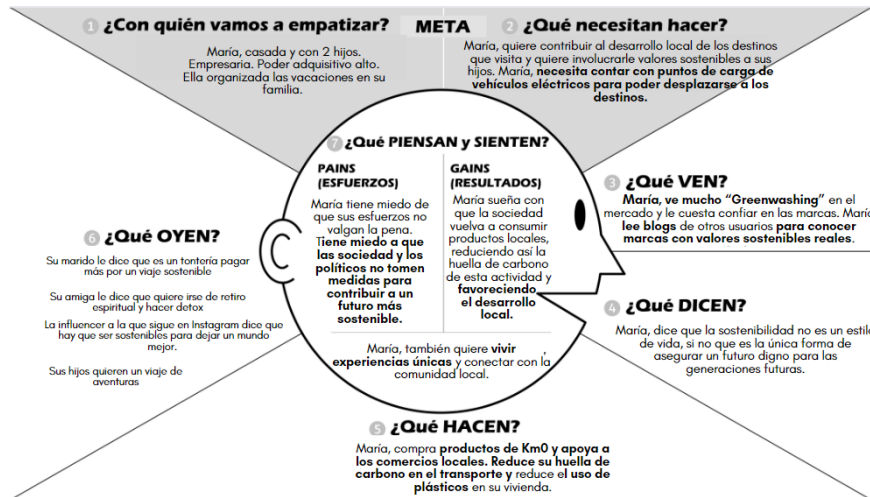 1 ¿Con quién vamos a empatizar?
META
2 ¿Qué necesitan hacer?
María, casada y con 2 hijos.
Empresaria. Poder adquisitivo alto.
Ella organizada las vacaciones en su
familia.
María, quiere contribuir al desarrollo local de los destinos
que visita y quiere involucrarle valores sostenibles a sus
hijos. María, necesita contar con puntos de carga de
vehículos eléctricos para poder desplazarse a los
destinos.
7 ¿Qué PIENSAN y SIENTEN?
PAINS
(ESFUERZOS)
María tiene miedo de
que sus esfuerzos no
valgan la pena.
Tiene miedo a que
las sociedad y los
políticos no tomen
medidas para
contribuir a un
futuro más
sostenible.
GAINS
(RESULTADOS)
María sueña con
que la sociedad
vuelva a consumir
productos locales,
reduciendo así la
huella de carbono
de esta actividad y
favoreciendo
el desarrollo
local.
María, también quiere vivir
experiencias únicas y conectar con la
comunidad local.
3 ¿Qué VEN?
María, ve mucho “Greenwashing” en el
mercado y le cuesta confiar en las marcas. María
lee blogs de otros usuarios para conocer
marcas con valores sostenibles reales.
4 ¿Qué DICEN?
María, dice que la sostenibilidad no es un estilo
de vida, si no que es la única forma de
asegurar un futuro digno para las
generaciones futuras.
5 ¿Qué HACEN?
María, compra productos de Km0 y apoya a
los comercios locales. Reduce su huella de
carbono en el transporte y reduce el uso de
plásticos en su vivienda.
6 ¿Qué OYEN?
Su marido le dice que es un tontería pagar
más por un viaje sostenible
Su amiga le dice que quiere irse de retiro
espiritual y hacer detox
La influencer a la que sigue en Instagram dice que
hay que ser sostenibles para dejar un mundo
mejor.
Sus hijos quieren un viaje de
aventuras